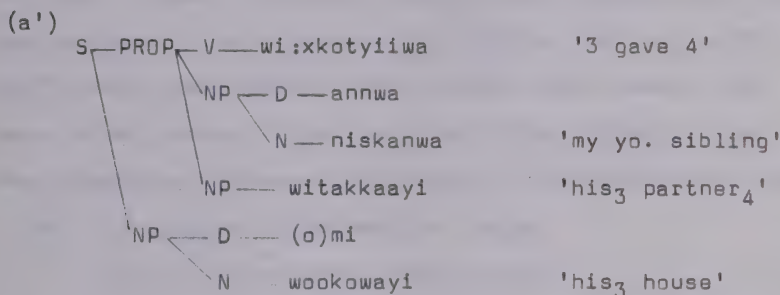 (a')
S PROP V wi:xkotyiiwa '3 gave 4'
NP D annwa
N niskanwa 'my yo. sibling'
NP witakkaayi 'his3 partner4'
NP D (o)mi
N wookowayi 'his3 house'